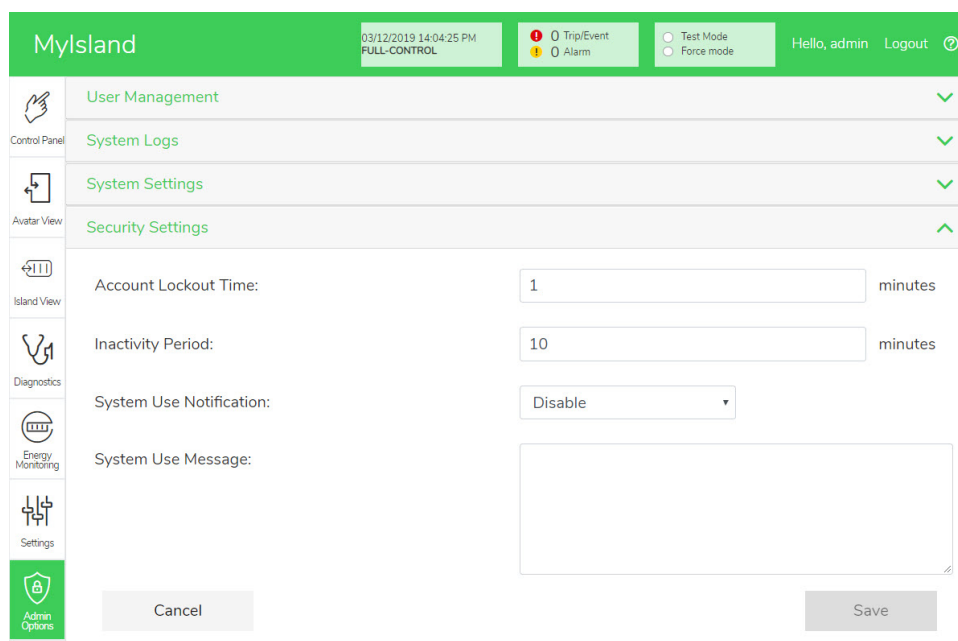 MyIsland
03/12/2019 14:04:25 PM
FULL-CONTROL
0 Trip/Event
0 Alarm
Test Mode
Force mode
Hello, admin
Logout
Control Panel
Avatar View
Island View
Diagnostics
Energy
Monitoring
Settings
Admin
Options
User Management
System Logs
System Settings
Security Settings
Account Lockout Time: 1 minutes
Inactivity Period: 10 minutes
System Use Notification: Disable
System Use Message:
Cancel
Save